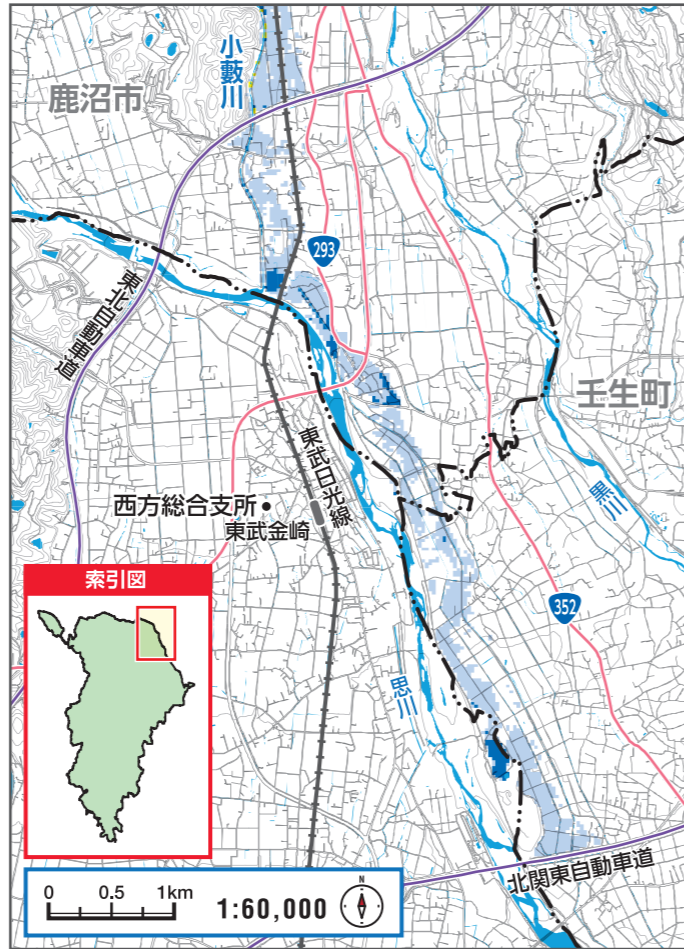 小藪川
鹿沼市
293
東北自動車道
壬生町
東武日光線
西方総合支所
東武金崎
黒川
索引図
352
思川
北関東自動車道
0 0.5 1km
1:60,000
N